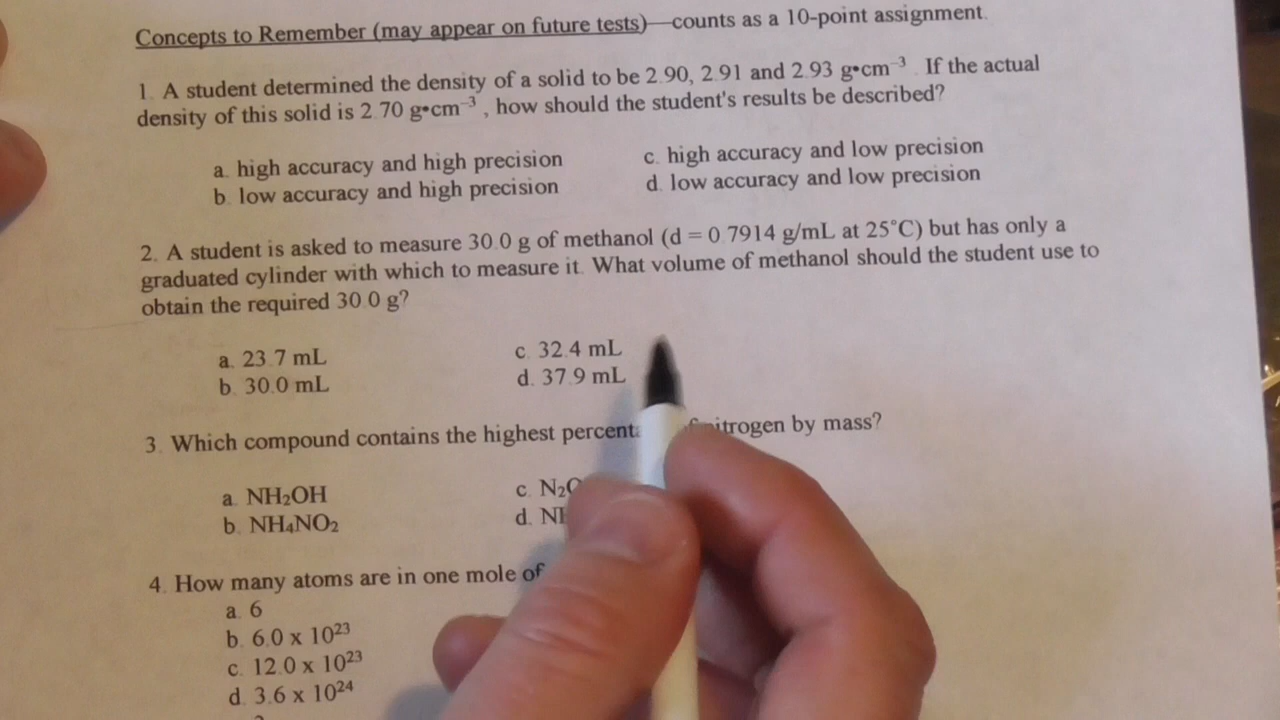 Concepts to Remember (may appear on future tests)—counts as a 10-point assignment.
1. A student determined the density of a solid to be 2.90, 2.91 and 2.93 g•cm⁻³. If the actual
density of this solid is 2.70 g•cm⁻³, how should the student's results be described?
a. high accuracy and high precision
b. low accuracy and high precision
c. high accuracy and low precision
d. low accuracy and low precision
2. A student is asked to measure 30.0 g of methanol (d = 0.7914 g/mL at 25°C) but has only a
graduated cylinder with which to measure it. What volume of methanol should the student use to
obtain the required 30.0 g?
a. 23.7 mL
b. 30.0 mL
c. 32.4 mL
d. 37.9 mL
3. Which compound contains the highest nitrogen by mass?
a. NH₂OH
b. NH₄NO₂
c.
d.
4. How many atoms are in one mole of
a. 6
b. 6.0 x 10²³
c. 12.0 x 10²³
d. 3.6 x 10²⁴